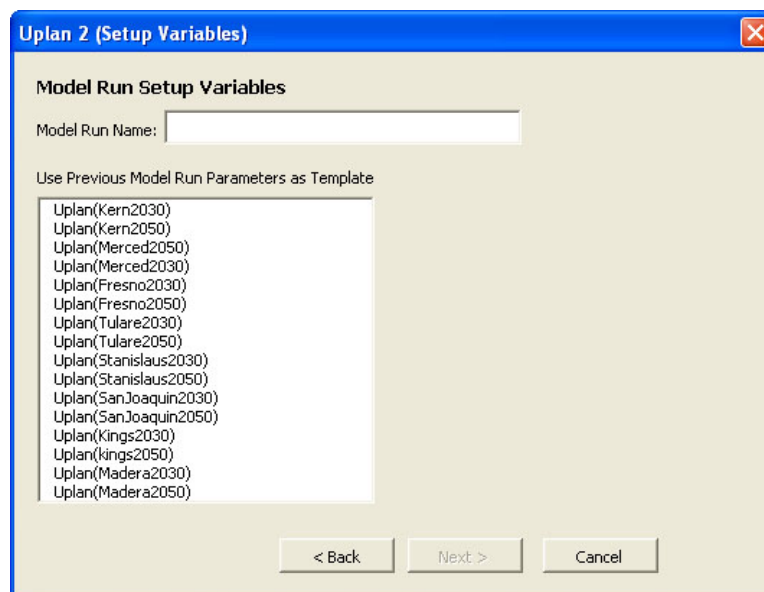 Uplan 2 (Setup Variables)
Model Run Setup Variables
Model Run Name:
Use Previous Model Run Parameters as Template
Uplan(Kern2030)
Uplan(Kern2050)
Uplan(Merced2050)
Uplan(Merced2030)
Uplan(Fresno2030)
Uplan(Fresno2050)
Uplan(Tulare2030)
Uplan(Tulare2050)
Uplan(Stanislaus2030)
Uplan(Stanislaus2050)
Uplan(SanJoaquin2030)
Uplan(SanJoaquin2050)
Uplan(Kings2030)
Uplan(kings2050)
Uplan(Madera2030)
Uplan(Madera2050)
< Back Next > Cancel